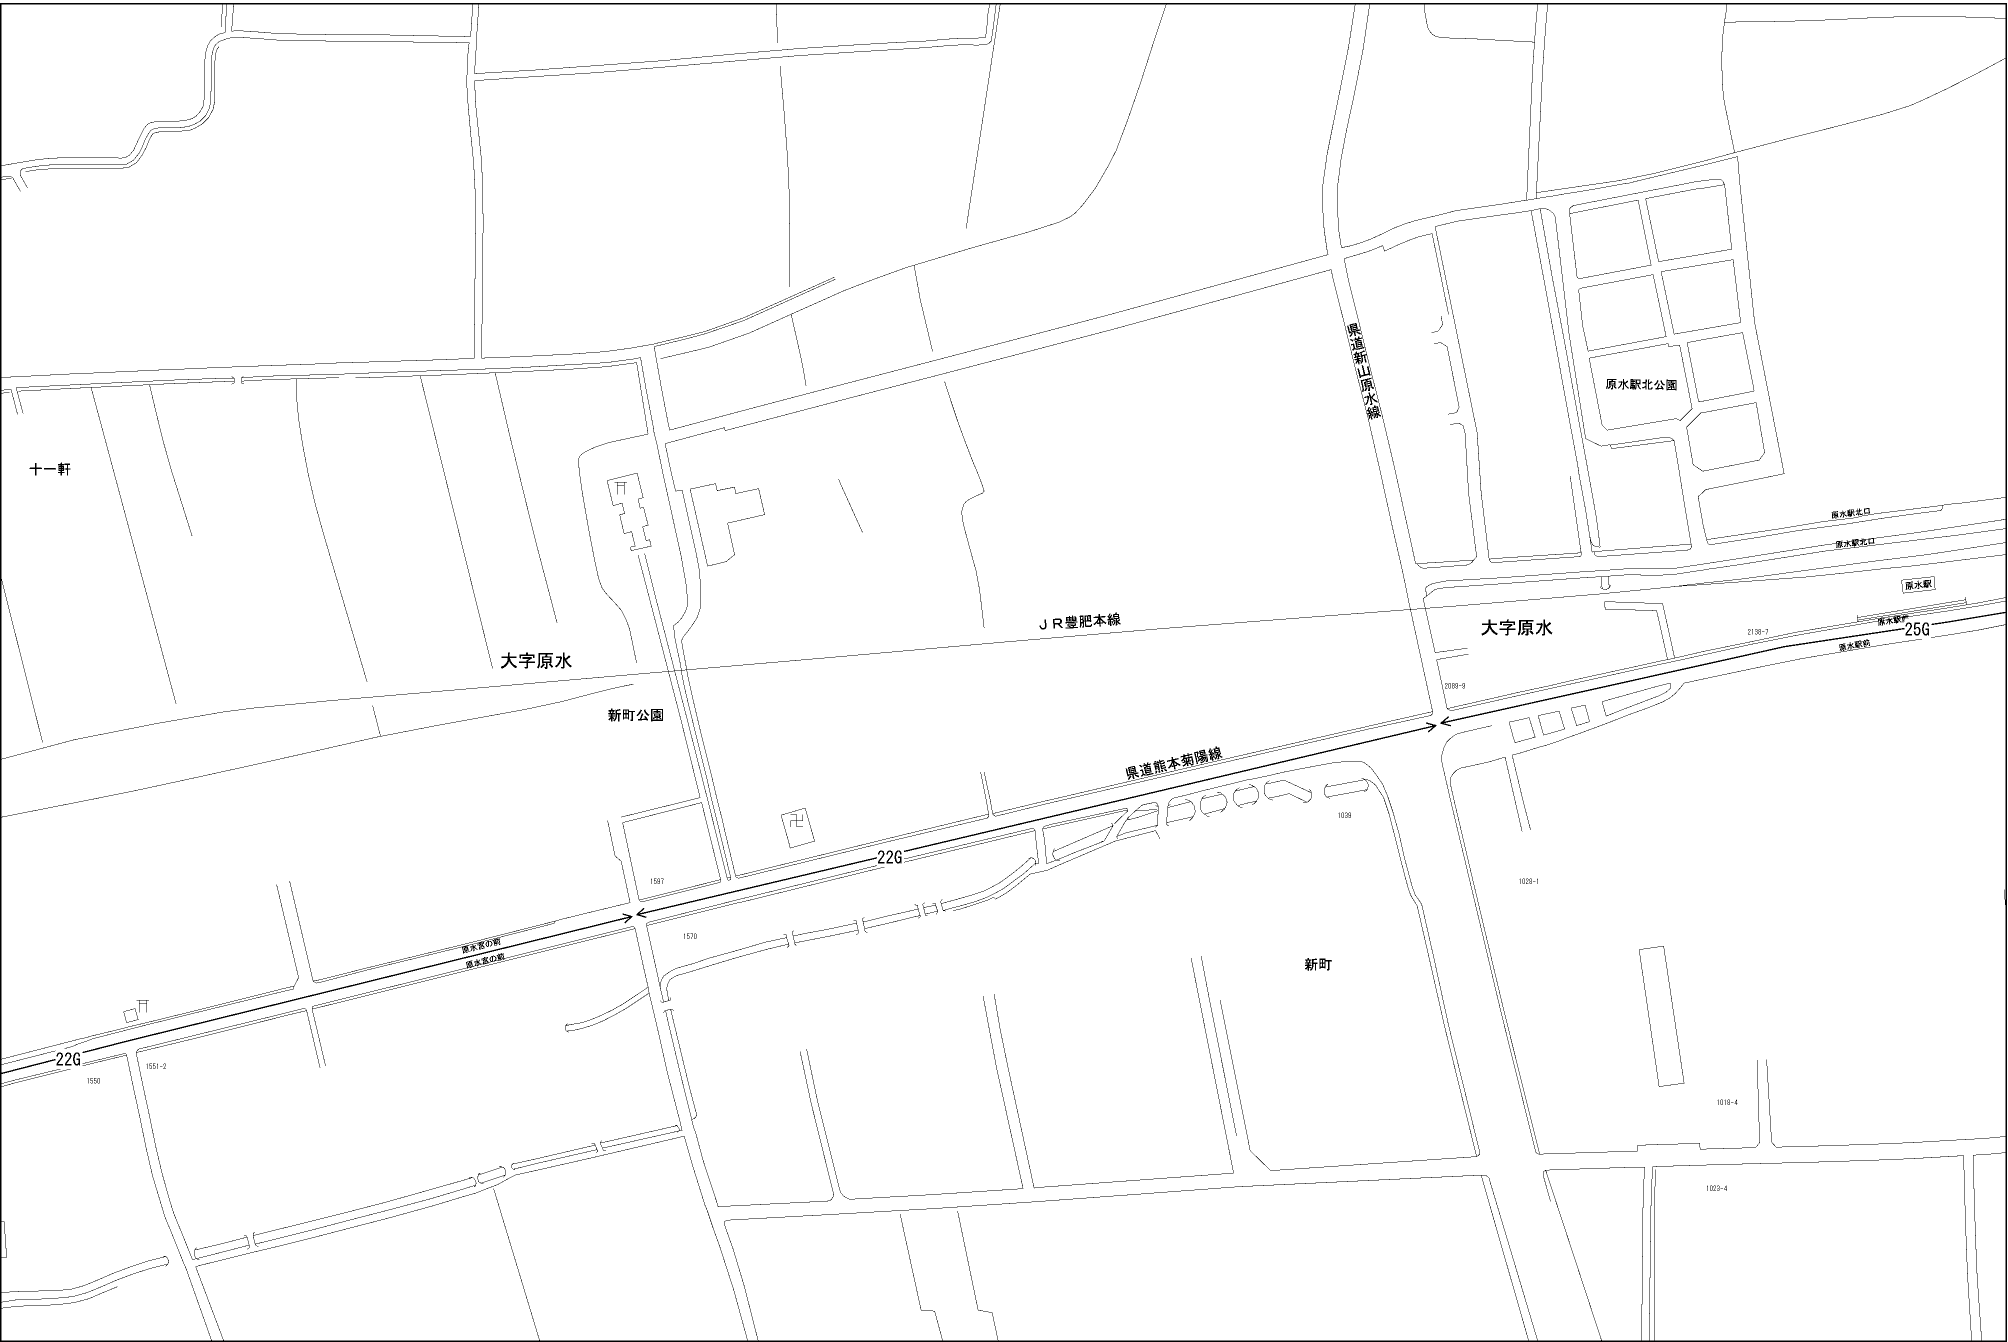 県道新山原水線
原水駅北公園
十一軒
原水駅北口
原水駅北口
原水駅
ＪＲ豊肥本線
原水駅前
25G
大字原水
2138-7
原水駅前
大字原水
2089-9
新町公園
県道熊本菊陽線
1039
22G
1597
1028-1
1570
原水宮の前
原水宮の前
新町
22G
1551-2
1550
1018-4
1023-4